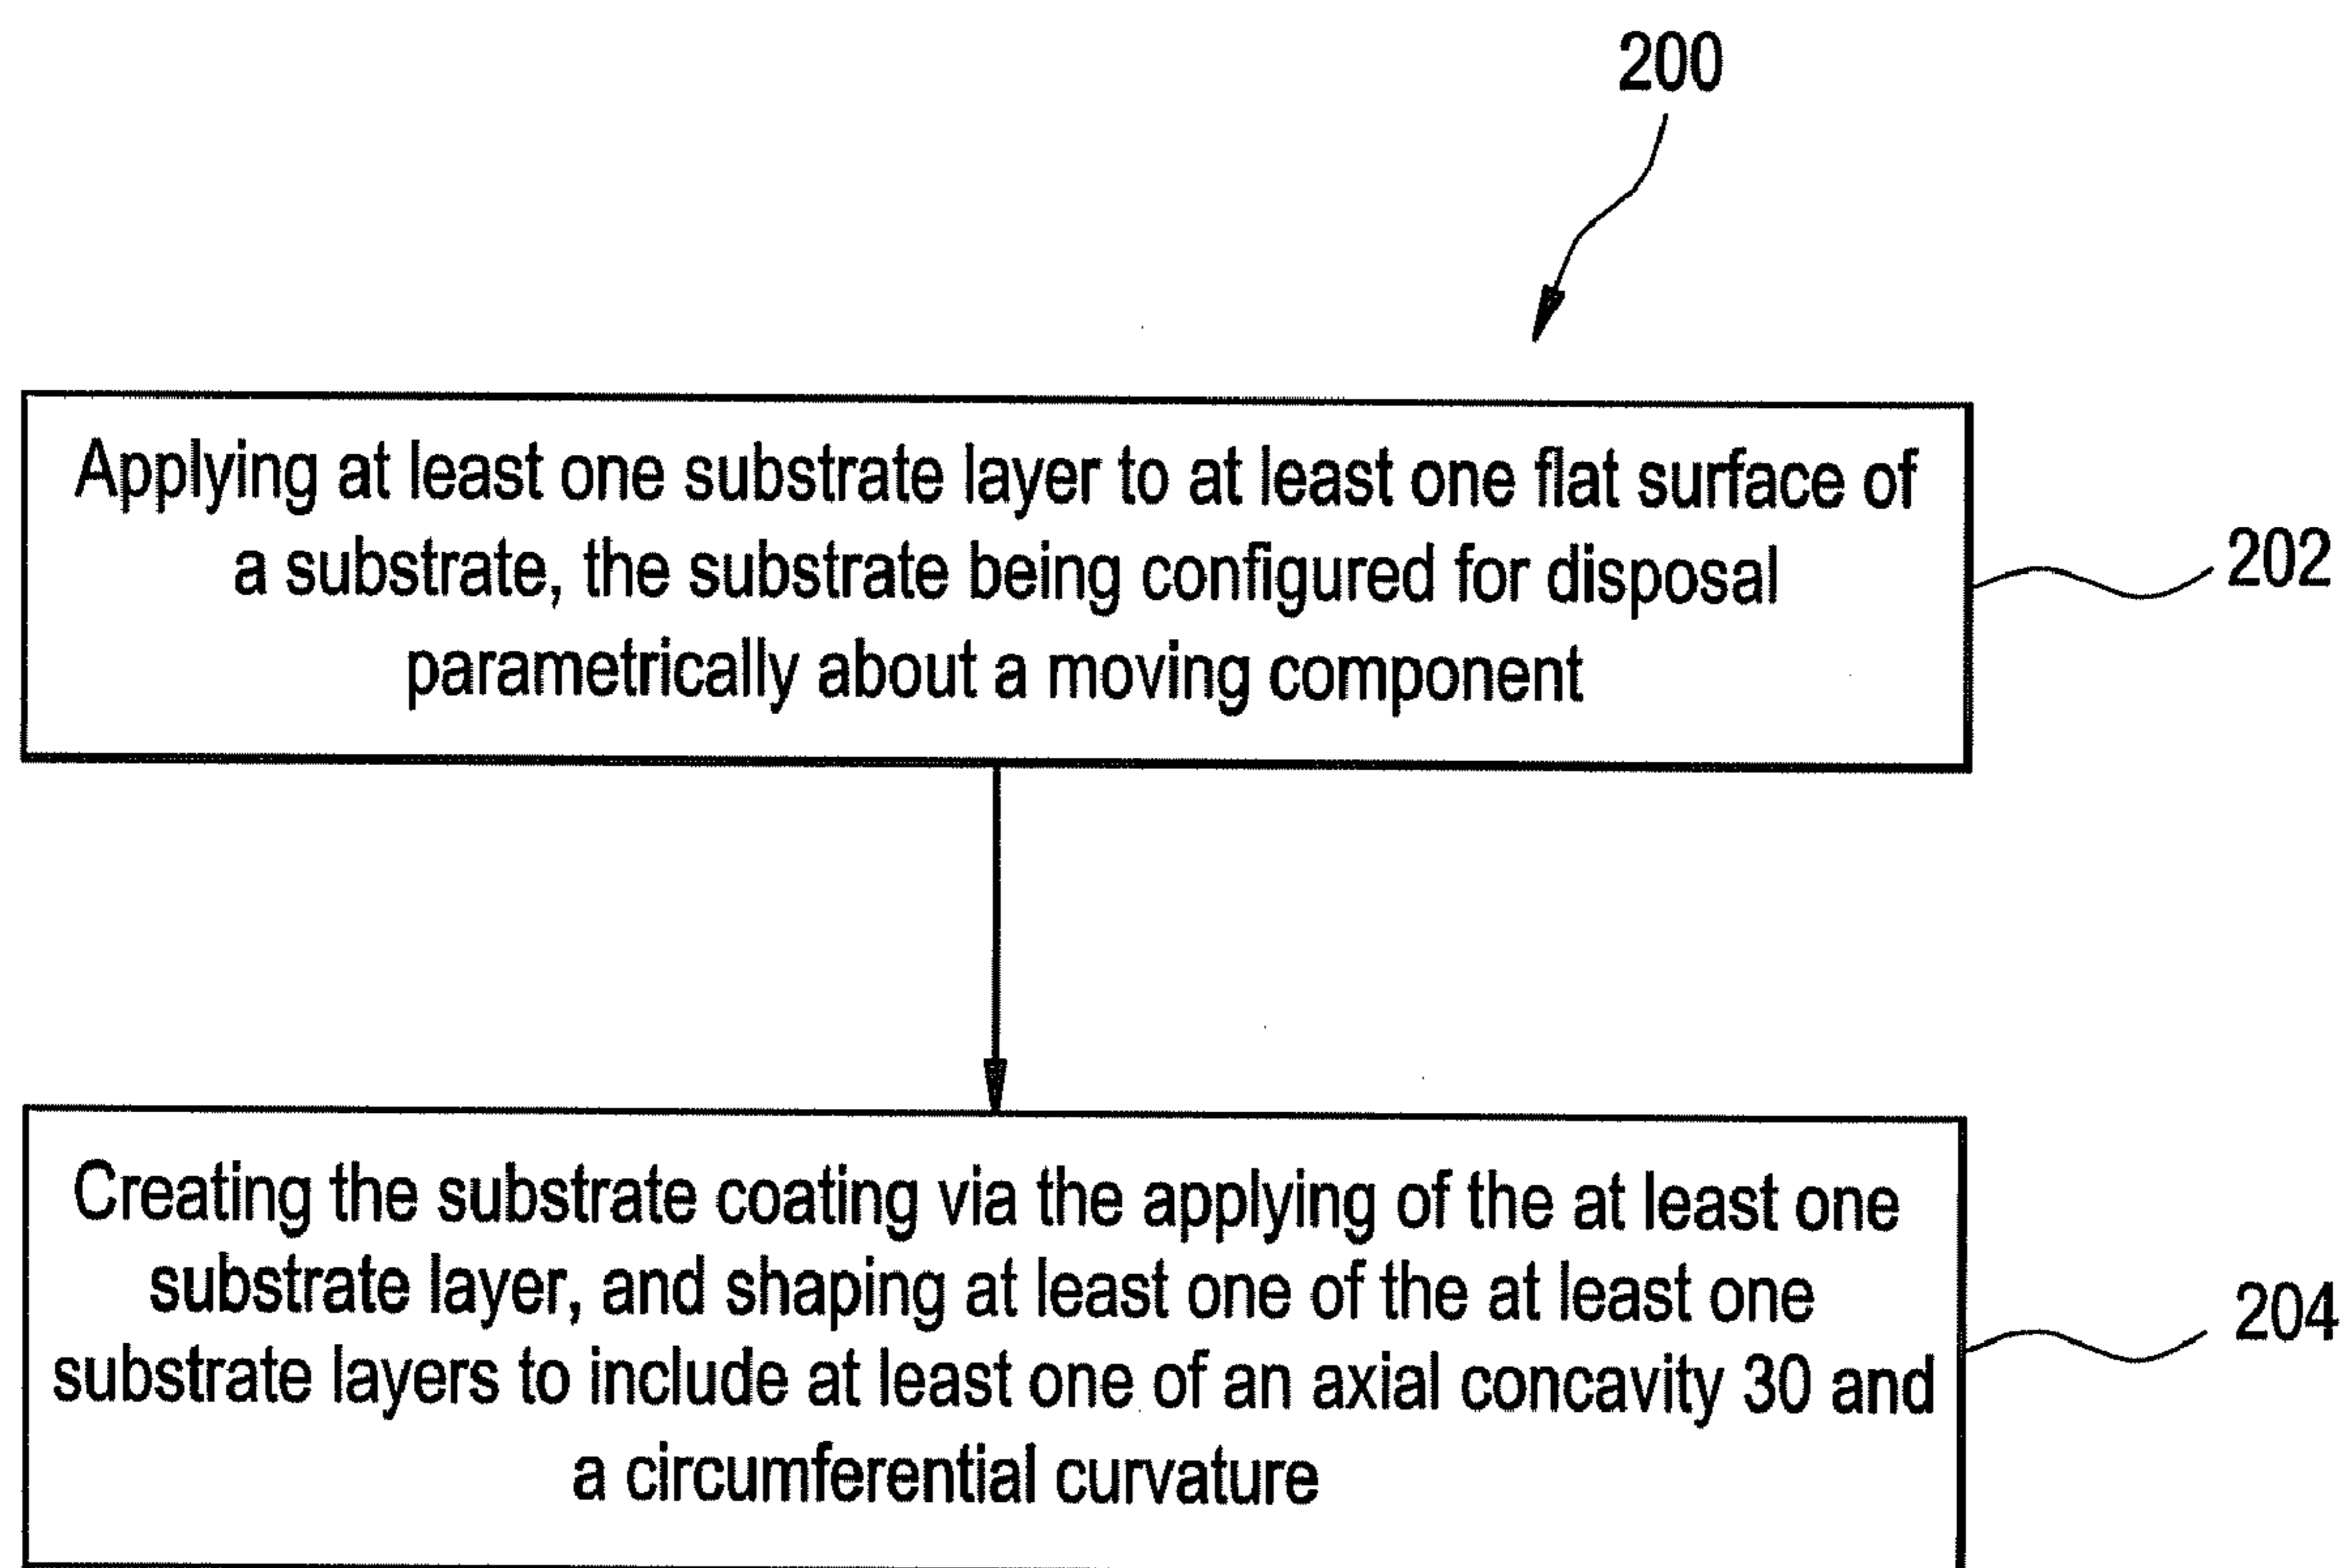 200
Applying at least one substrate layer to at least one flat surface of
a substrate, the substrate being configured for disposal
parametrically about a moving component
202
Creating the substrate coating via the applying of the at least one
substrate layer, and shaping at least one of the at least one
substrate layers to include at least one of an axial concavity 30 and
a circumferential curvature
204